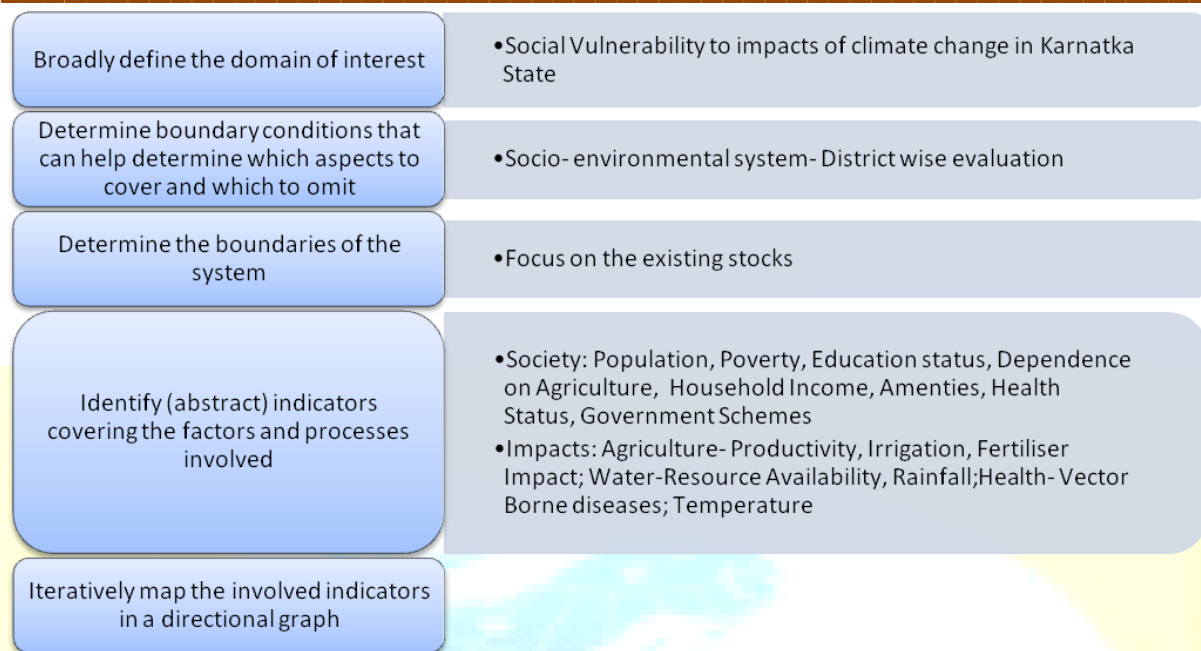 Broadly define the domain of interest
•Social Vulnerability to impacts of climate change in Karnatka
State
Determine boundary conditions that
can help determine which aspects to
cover and which to omit
•Socio- environmental system- District wise evaluation
Determine the boundaries of the
system
•Focus on the existing stocks
Identify (abstract) indicators
covering the factors and processes
involved
•Society: Population, Poverty, Education status, Dependence
on Agriculture, Household Income, Amenties, Health
Status, Government Schemes
•Impacts: Agriculture- Productivity, Irrigation, Fertiliser
Impact; Water-Resource Availability, Rainfall;Health- Vector
Borne diseases; Temperature
Iteratively map the involved indicators
in a directional graph